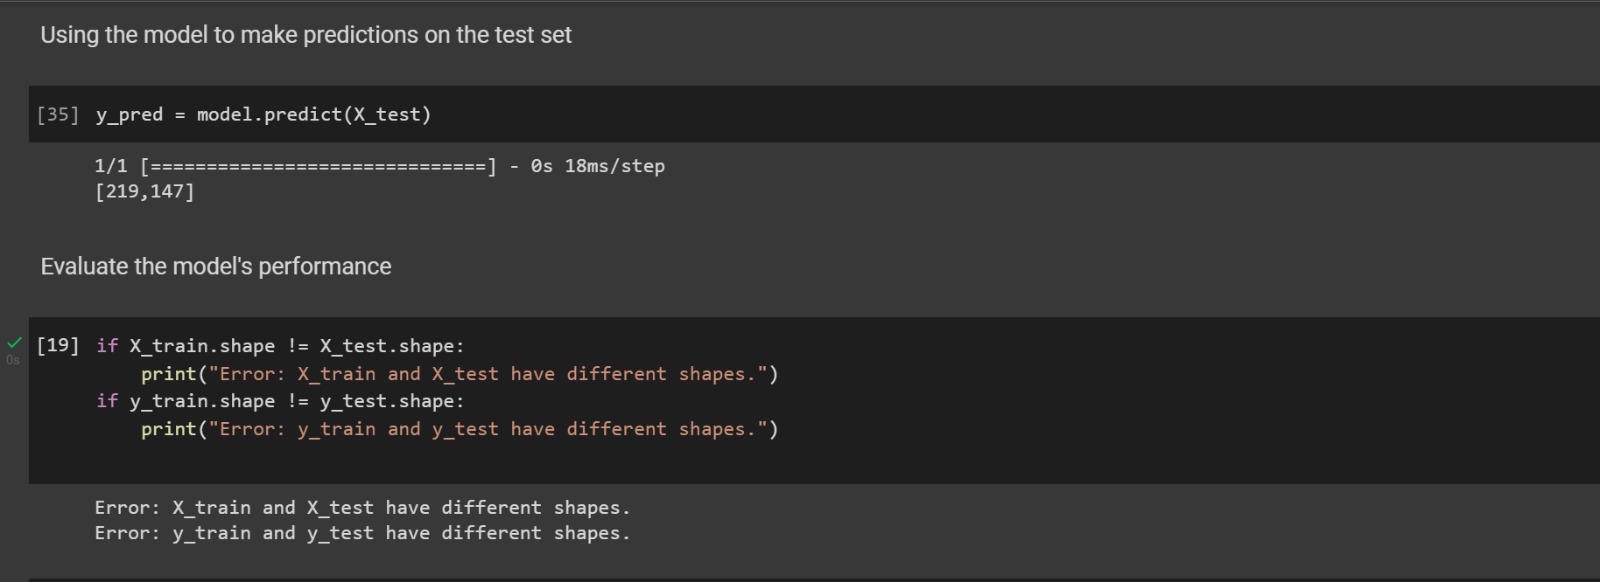 Using the model to make predictions on the test set
[35] y_pred = model.predict(X_test)
1/1 [==============================] - 0s 18ms/step
[219,147]
Evaluate the model's performance
[19] if X_train.shape != X_test.shape:
0s
    print("Error: X_train and X_test have different shapes.")
if y_train.shape != y_test.shape:
    print("Error: y_train and y_test have different shapes.")
Error: X_train and X_test have different shapes.
Error: y_train and y_test have different shapes.